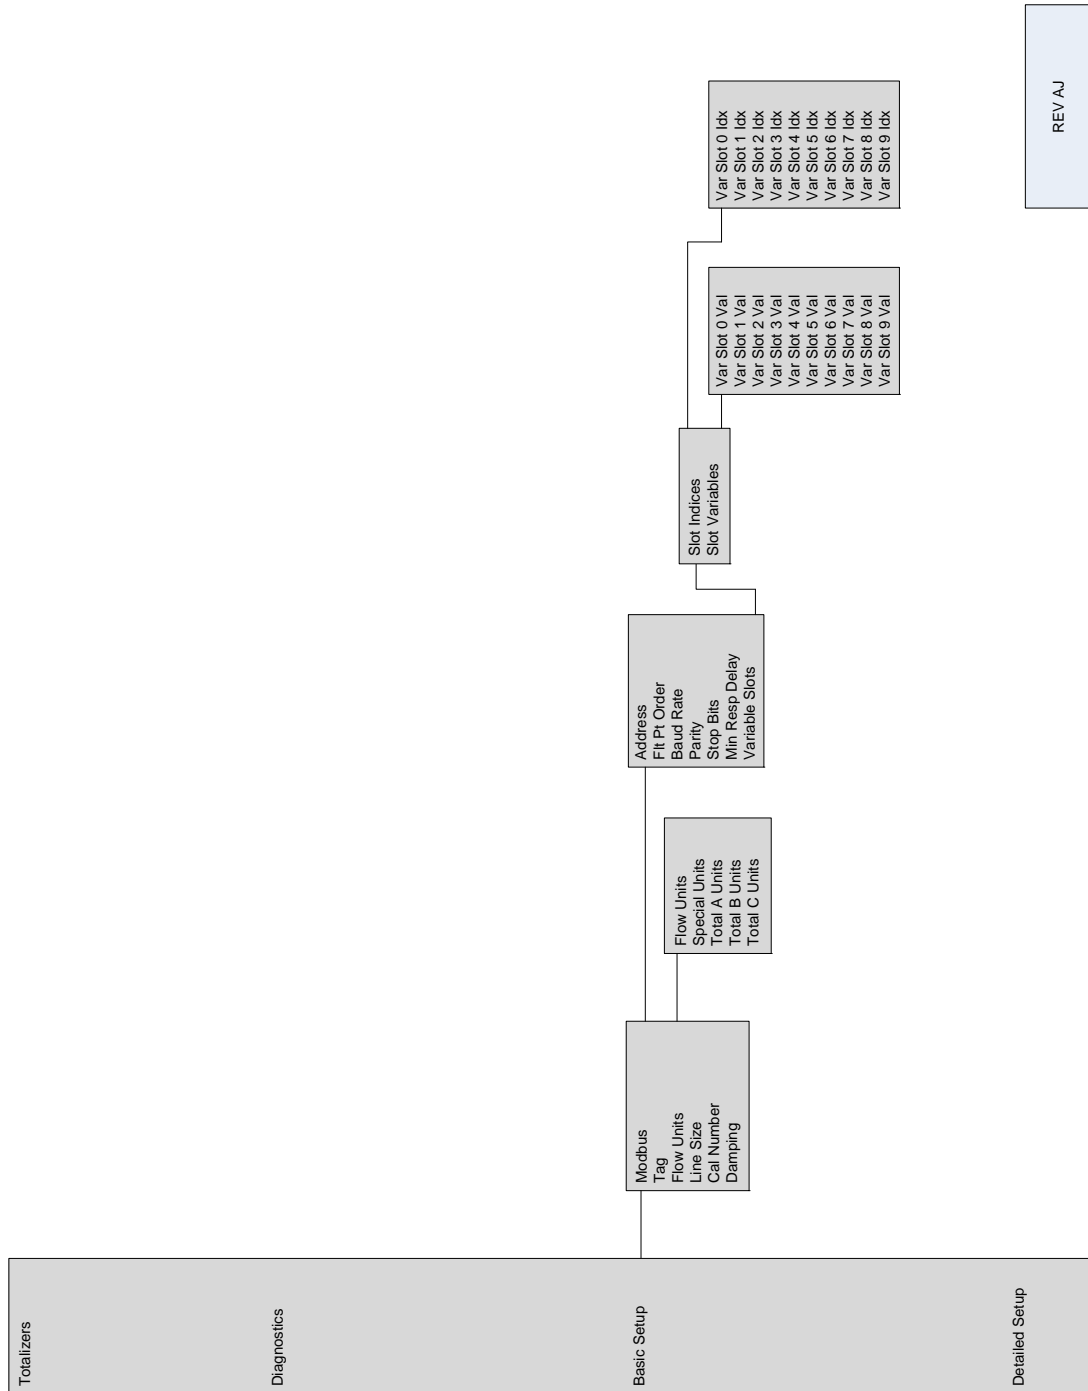 Totalizers
Diagnostics
Basic Setup
Detailed Setup
Modbus
Tag
Flow Units
Line Size
Cal Number
Damping
Flow Units
Special Units
Total A Units
Total B Units
Total C Units
Address
Flt Pt Order
Baud Rate
Parity
Stop Bits
Min Resp Delay
Variable Slots
Slot Indices
Slot Variables
Var Slot 0 Val
Var Slot 1 Val
Var Slot 2 Val
Var Slot 3 Val
Var Slot 4 Val
Var Slot 5 Val
Var Slot 6 Val
Var Slot 7 Val
Var Slot 8 Val
Var Slot 9 Val
Var Slot 0 Idx
Var Slot 1 Idx
Var Slot 2 Idx
Var Slot 3 Idx
Var Slot 4 Idx
Var Slot 5 Idx
Var Slot 6 Idx
Var Slot 7 Idx
Var Slot 8 Idx
Var Slot 9 Idx
REV AJ